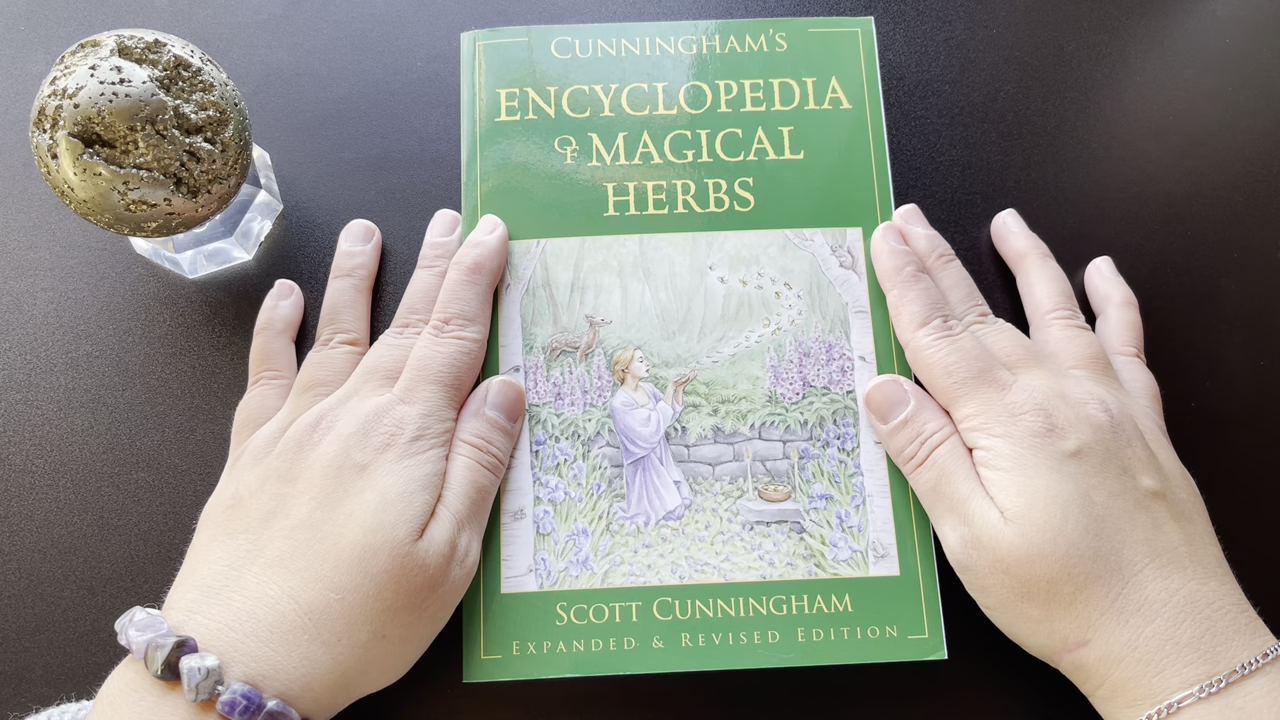 CUNNINGHAM'S
ENCYCLOPEDIA
OF MAGICAL
HERBS
SCOTT CUNNINGHAM
EXPANDED & REVISED EDITION